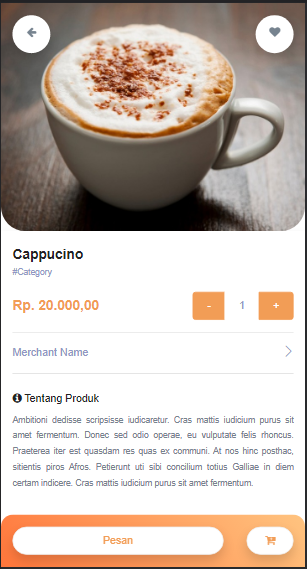 Cappucino
#Category
Rp. 20.000,00
- 1 +
Merchant Name
Tentang Produk
Ambitioni dedisse scripsisse iudicaretur. Cras mattis iudicium purus sit
amet fermentum. Donec sed odio operae, eu vulputate felis rhoncus.
Praeterea iter est quasdam res quas ex communi. At nos hinc posthac,
sitientis piros Afros. Petierunt uti sibi concilium totius Galliae in diem
certam indicere. Cras mattis iudicium purus sit amet fermentum.
Pesan